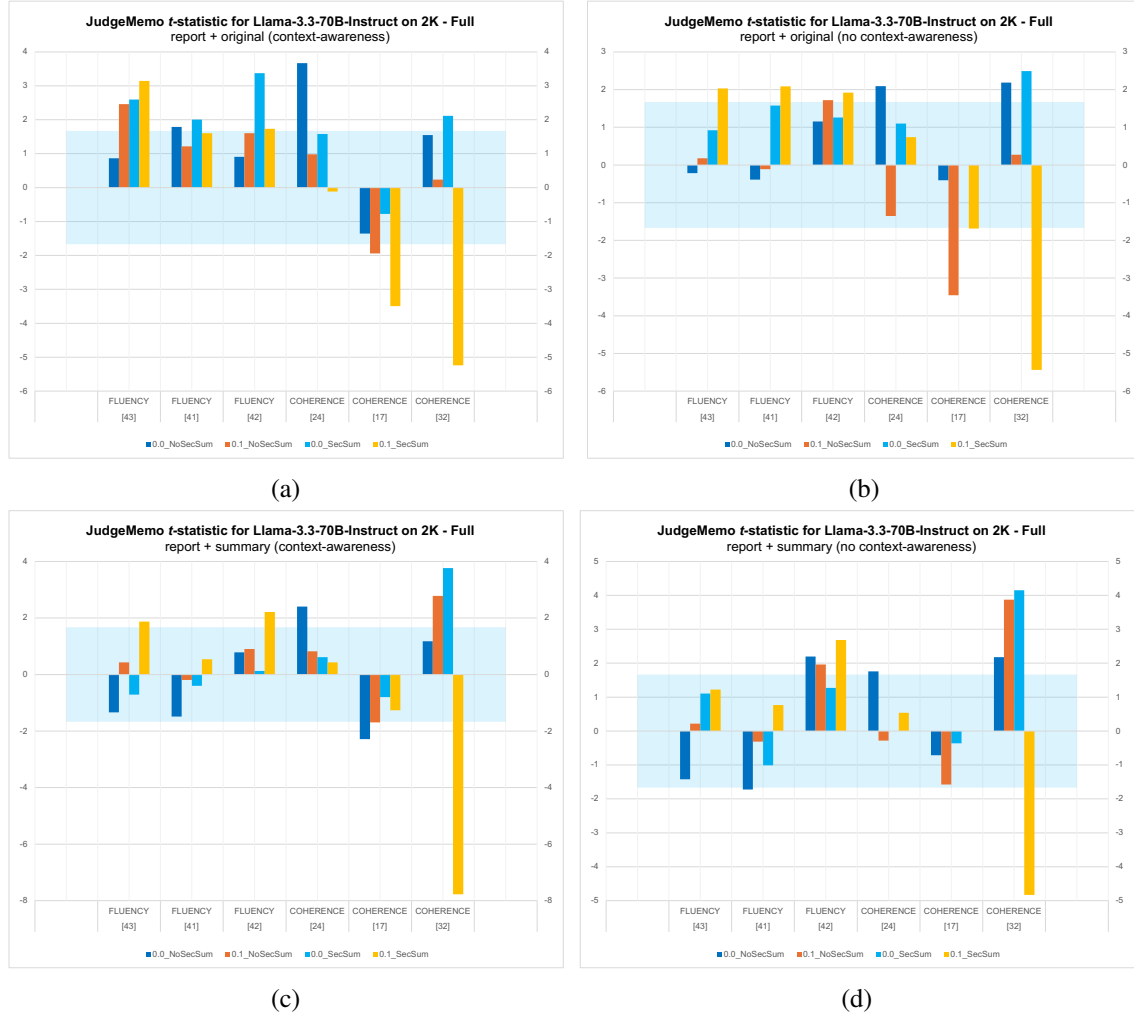 JudgeMemo t-statistic for Llama-3.3-70B-Instruct on 2K - Full
report + original (context-awareness)
4 4
3 3
2 2
1 1
0 0
-1 -1
-2 -2
-3 -3
-4 -4
-5 -5
-6 -6
FLUENCY FLUENCY FLUENCY COHERENCE COHERENCE COHERENCE
[43] [41] [42] [24] [17] [32]
0.0_NoSecSum 0.1_NoSecSum 0.0_SecSum 0.1_SecSum
(a)
JudgeMemo t-statistic for Llama-3.3-70B-Instruct on 2K - Full
report + original (no context-awareness)
3 3
2 2
1 1
0 0
-1 -1
-2 -2
-3 -3
-4 -4
-5 -5
-6 -6
FLUENCY FLUENCY FLUENCY COHERENCE COHERENCE COHERENCE
[43] [41] [42] [24] [17] [32]
0.0_NoSecSum 0.1_NoSecSum 0.0_SecSum 0.1_SecSum
(b)
JudgeMemo t-statistic for Llama-3.3-70B-Instruct on 2K - Full
report + summary (context-awareness)
4 4
2 2
0 0
-2 -2
-4 -4
-6 -6
-8 -8
FLUENCY FLUENCY FLUENCY COHERENCE COHERENCE COHERENCE
[43] [41] [42] [24] [17] [32]
0.0_NoSecSum 0.1_NoSecSum 0.0_SecSum 0.1_SecSum
(c)
JudgeMemo t-statistic for Llama-3.3-70B-Instruct on 2K - Full
report + summary (no context-awareness)
5 5
4 4
3 3
2 2
1 1
0 0
-1 -1
-2 -2
-3 -3
-4 -4
-5 -5
FLUENCY FLUENCY FLUENCY COHERENCE COHERENCE COHERENCE
[43] [41] [42] [24] [17] [32]
0.0_NoSecSum 0.1_NoSecSum 0.0_SecSum 0.1_SecSum
(d)